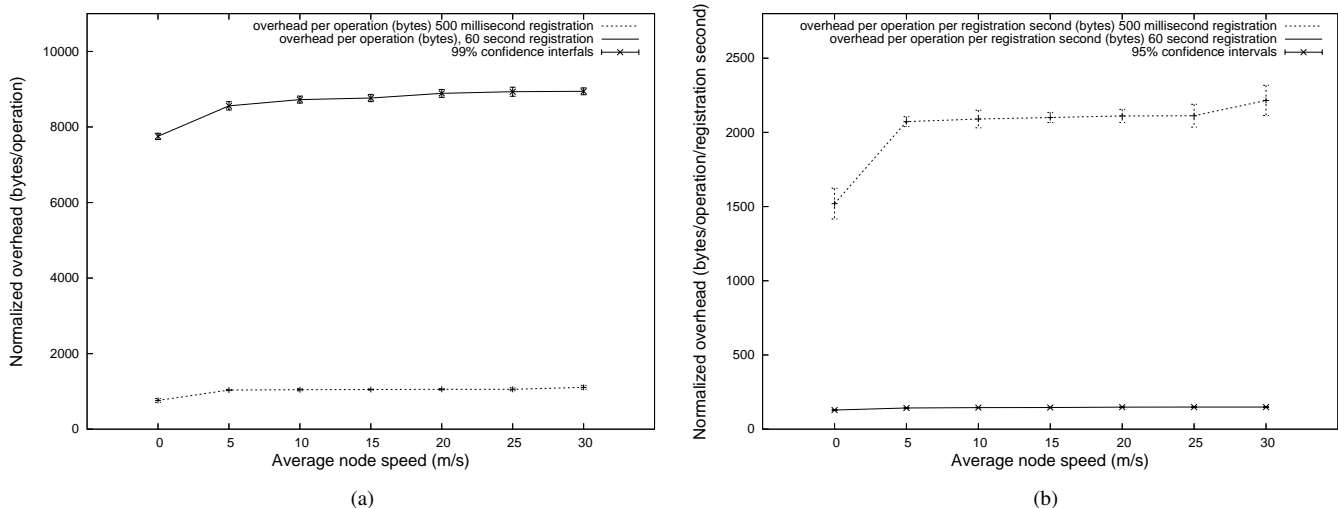 overhead per operation (bytes) 500 millisecond registration
overhead per operation (bytes), 60 second registration
99% confidence interfals
10000
8000
6000
4000
2000
0
Normalized overhead (bytes/operation)
0 5 10 15 20 25 30
Average node speed (m/s)
(a)
overhead per operation per registration second (bytes) 500 millisecond registration
overhead per operation per registration second (bytes) 60 second registration
95% confidence intervals
2500
2000
1500
1000
500
0
Normalized overhead (bytes/operation/registration second)
0 5 10 15 20 25 30
Average node speed (m/s)
(b)